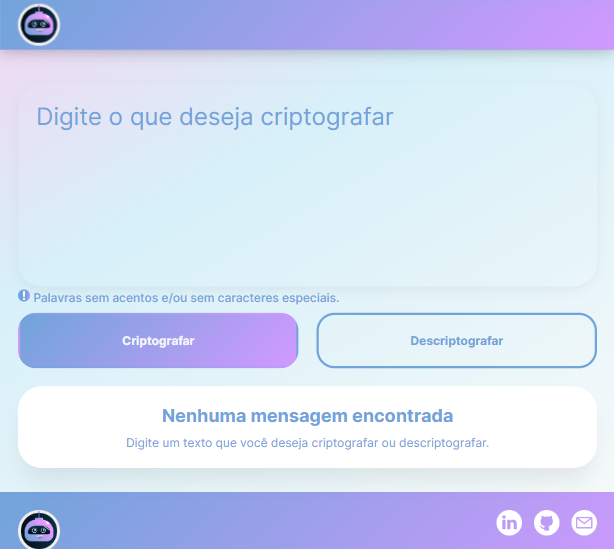 Digite o que deseja criptografar
Palavras sem acentos e/ou sem caracteres especiais.
Criptografar
Descriptografar
Nenhuma mensagem encontrada
Digite um texto que você deseja criptografar ou descriptografar.
in